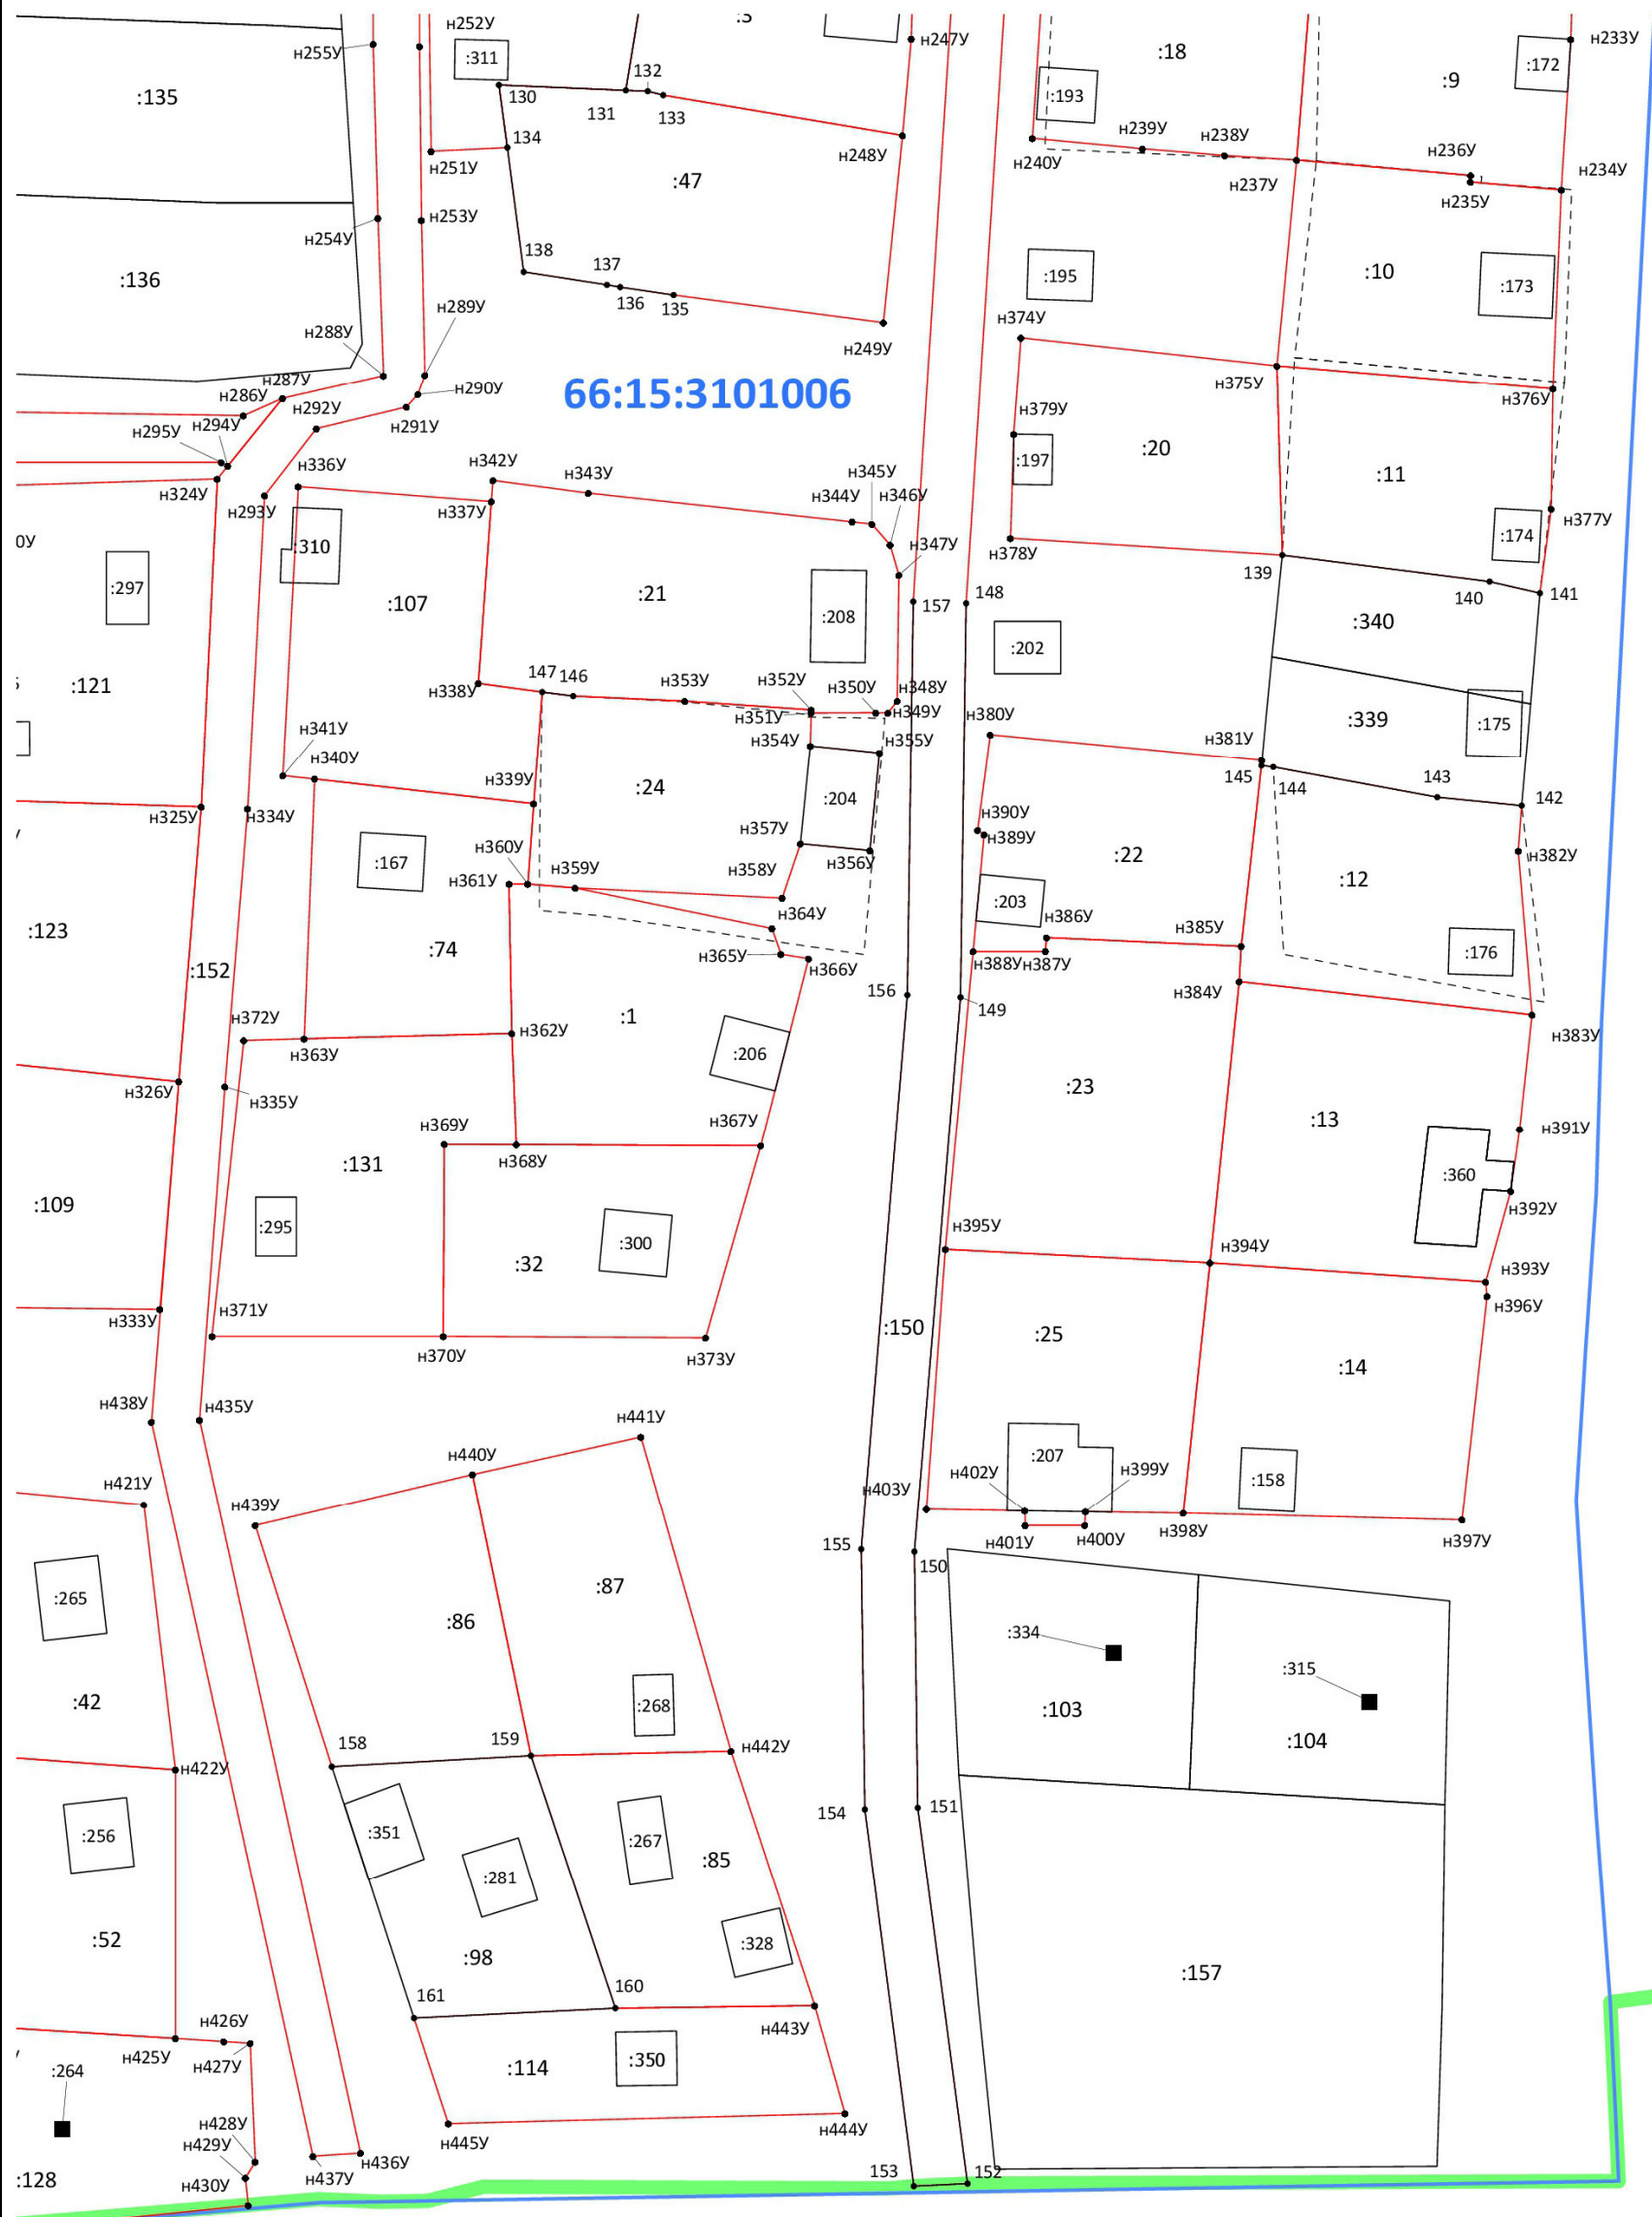 н252У
:3
н247У
н233У
н255У
:311
:18
:172
:9
132
:135
130
131
133
:193
134
н239У
н238У
н236У
н248У
н240У
н251У
н237У
1
н234У
:47
н235У
н253У
н254У
138
137
:136
136
135
:195
:10
:173
н289У
н288У
н374У
н249У
н287У
н375У
66:15:3101006
н286У
н290У
н376У
н292У
н379У
н294У
н291У
н295У
:20
:197
н342У
н336У
н343У
н345У
:11
н324У
н344У
н346У
н293У
н337У
н377У
0У
:310
н347У
н378У
:174
139
:297
:107
:21
157
148
140
141
:208
:340
:202
147
146
н353У
н352У
н350У
н348У
:121
н338У
н351У
н349У
н380У
:339
:175
н341У
н354У
н355У
н381У
н340У
145
144
143
н339У
:24
:204
142
н325У
н334У
н390У
н357У
н389У
н360У
н356У
:167
:22
н382У
н359У
н358У
н361У
:12
:203
н364У
:123
н386У
н385У
:74
н365У
н388У
н387У
:176
н366У
:152
156
н384У
149
н372У
:1
н362У
н383У
н363У
:206
н326У
н335У
:23
н369У
н367У
:13
н391У
н368У
:131
:360
:109
н392У
:295
н395У
:300
н394У
:32
н393У
н371У
н396У
н333У
:150
:25
н370У
н373У
:14
н438У
н435У
н441У
н440У
:207
н421У
н402У
н399У
:158
н439У
н403У
н398У
н401У
н400У
н397У
155
150
:87
:265
:86
:334
:315
:42
:268
:103
159
:104
158
н442У
н422У
154
151
:256
:351
:267
:85
:281
:52
:328
:98
:157
160
161
н426У
н443У
н425У
н427У
:350
:264
:114
н428У
н444У
н429У
н445У
н436У
:128
н430У
н437У
153
152